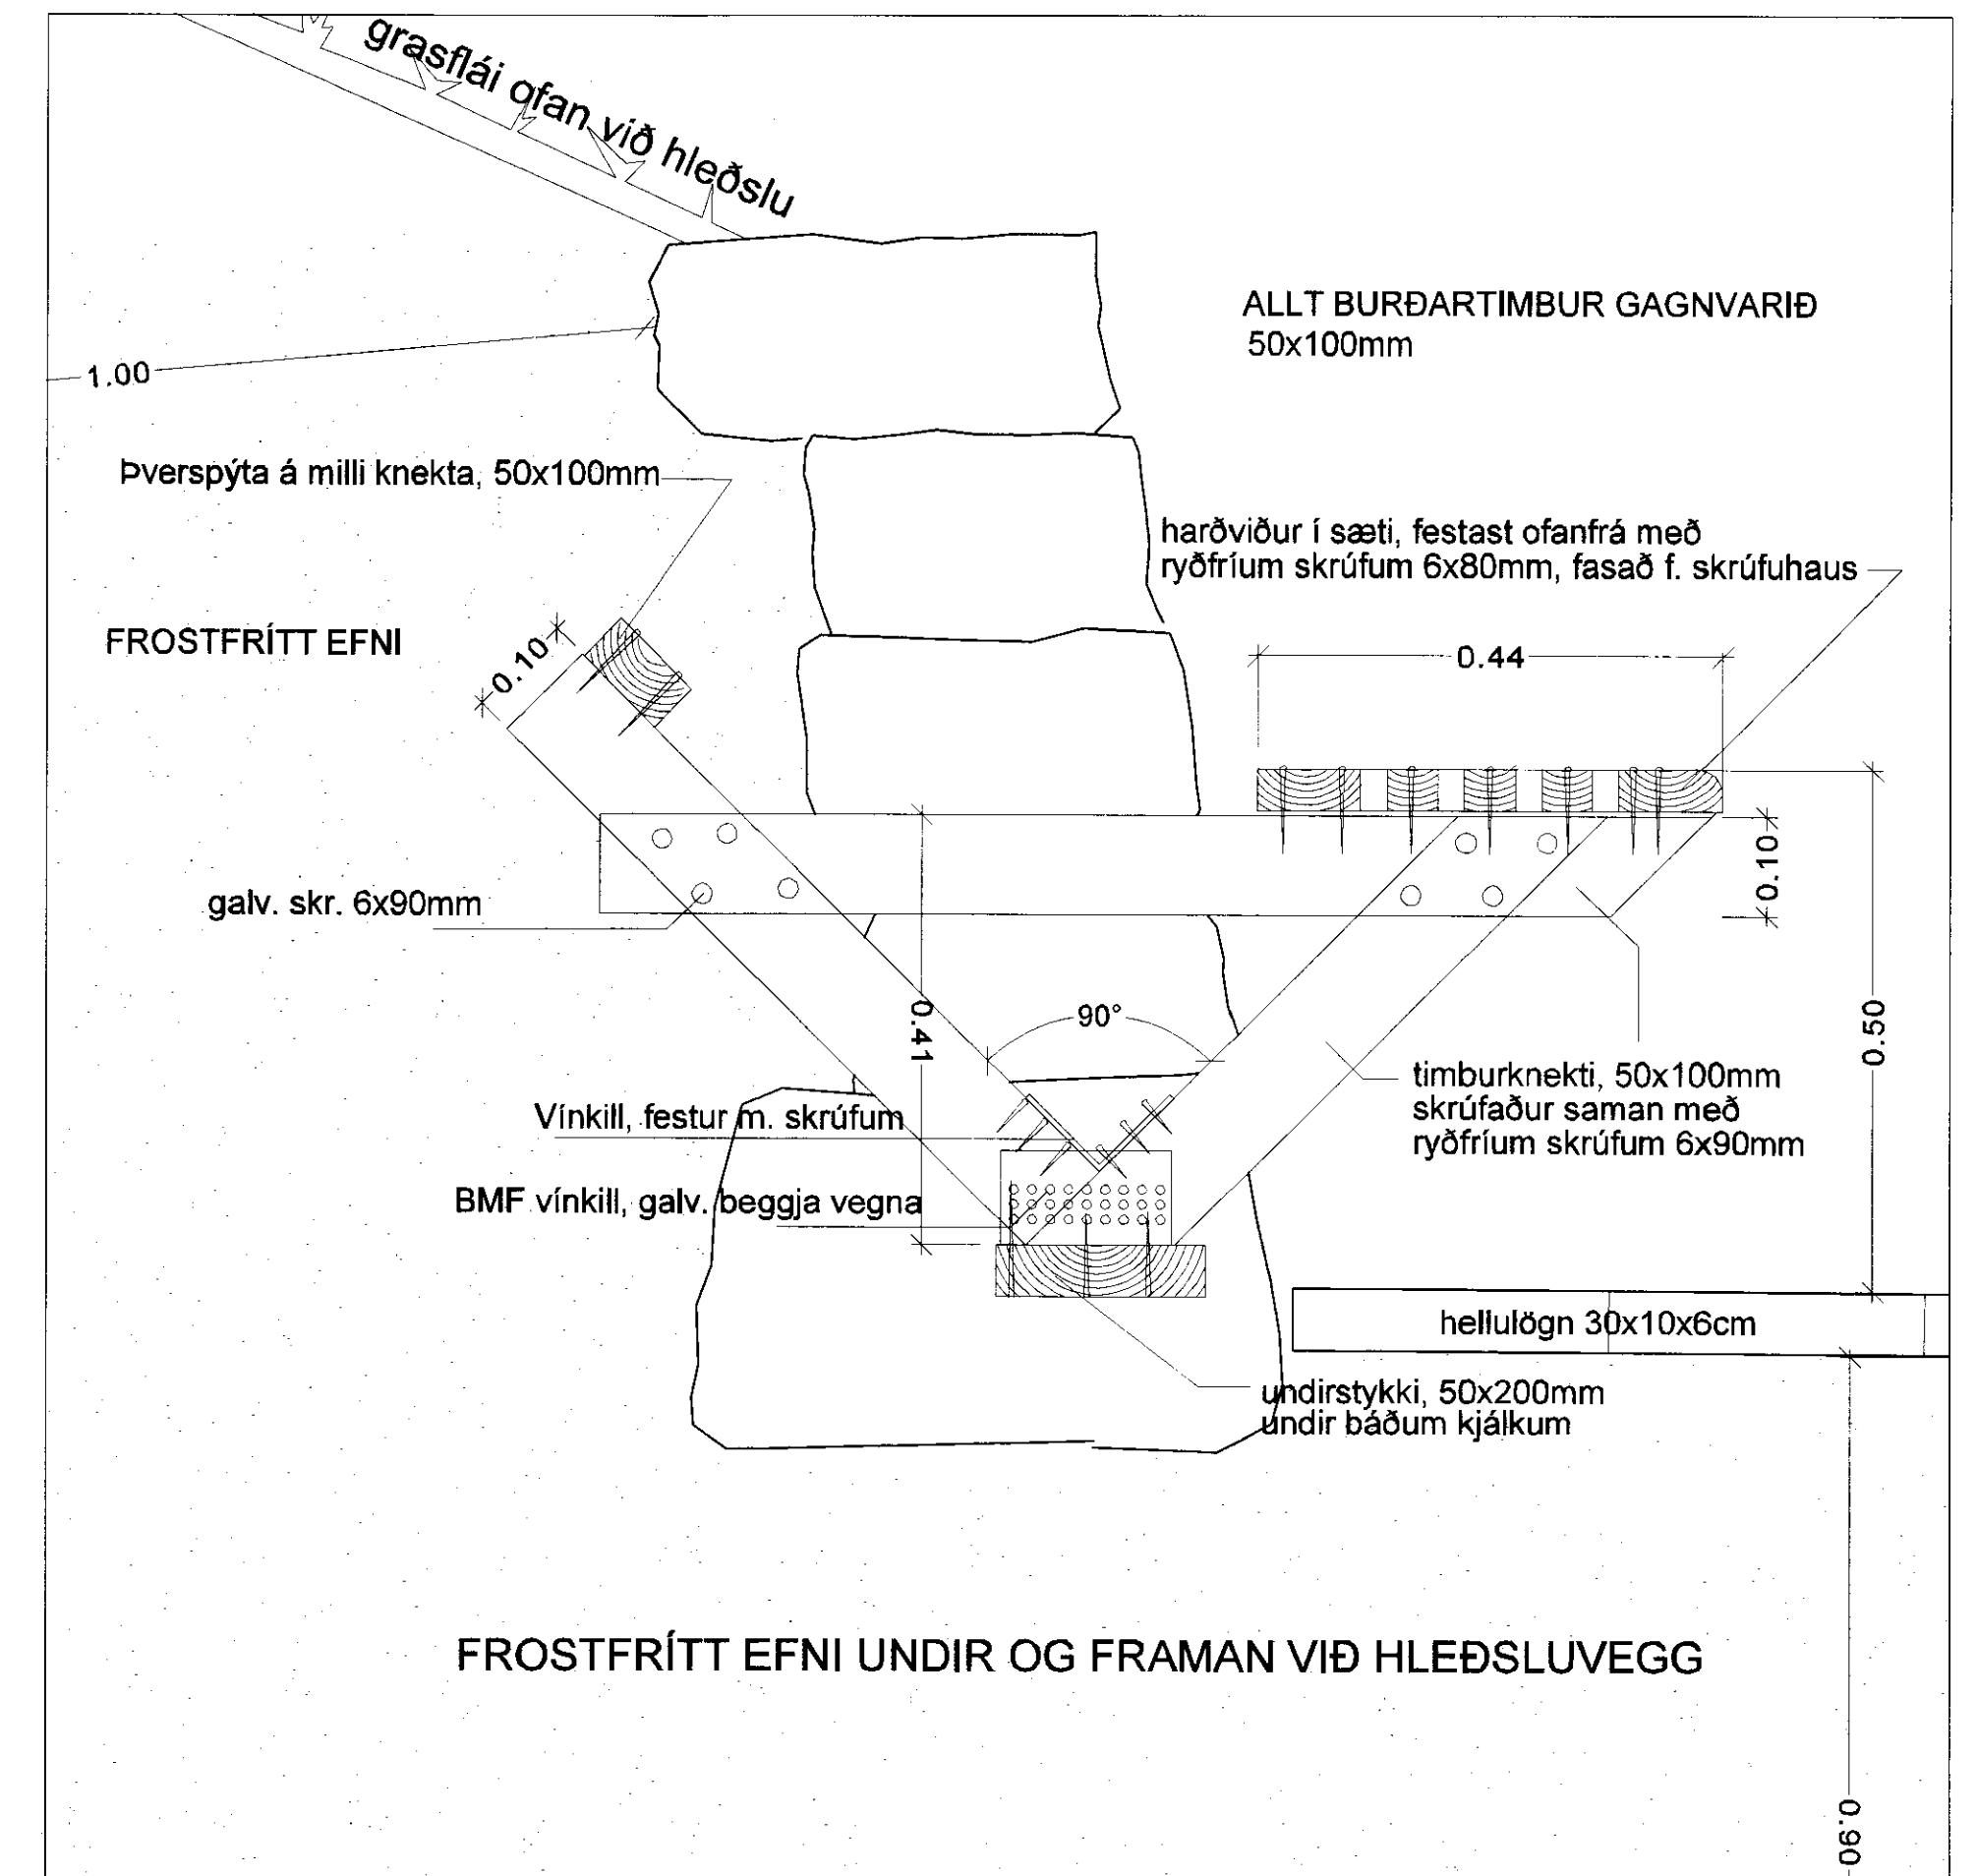 grasflái ofan við hleðslu
ALLT BURÐARTIMBUR GAGNVARIÐ
50x100mm
1.00
Þverspýta á milli knekta, 50x100mm
harðviður í sæti, festast ofanfrá með
ryðfríum skrúfum 6x80mm, fasað f. skrúfuhaus
FROSTFRÍTT EFNI
0.10
0.44
0.10
galv. skr. 6x90mm
0.41
90°
0.50
timburknekti, 50x100mm
skrúfaður saman með
ryðfríum skrúfum 6x90mm
Vínkill, festur m. skrúfum
BMF vínkill, galv. beggja vegna
hellulögn 30x10x6cm
undirstykki, 50x200mm
undir báðum kjálkum
FROSTFRÍTT EFNI UNDIR OG FRAMAN VIÐ HLEÐSLUVEGG
0.90